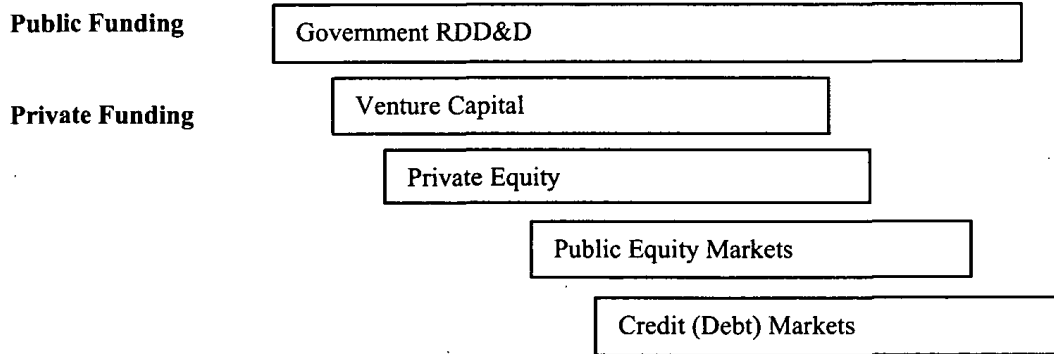 Public Funding
Government RDD&D
Private Funding
Venture Capital
Private Equity
Public Equity Markets
Credit (Debt) Markets